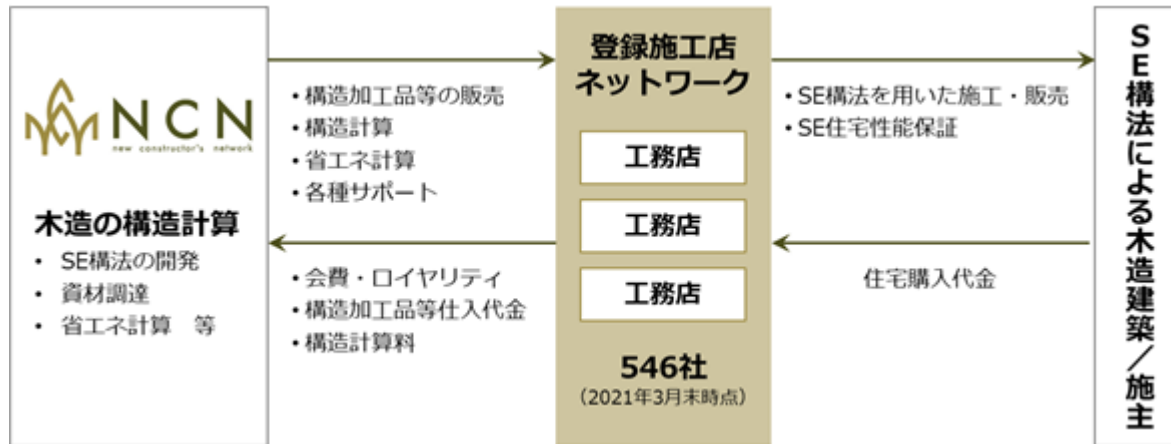 NCN
new constructor's network
木造の構造計算
• SE構法の開発
• 資材調達
• 省エネ計算 等
• 構造加工品等の販売
• 構造計算
• 省エネ計算
• 各種サポート
• 会費・ロイヤリティ
• 構造加工品等仕入代金
• 構造計算料
登録施工店
ネットワーク
工務店
工務店
工務店
546社
（2021年3月末時点）
• SE構法を用いた施工・販売
• SE住宅性能保証
住宅購入代金
SE構法による木造建築／施主